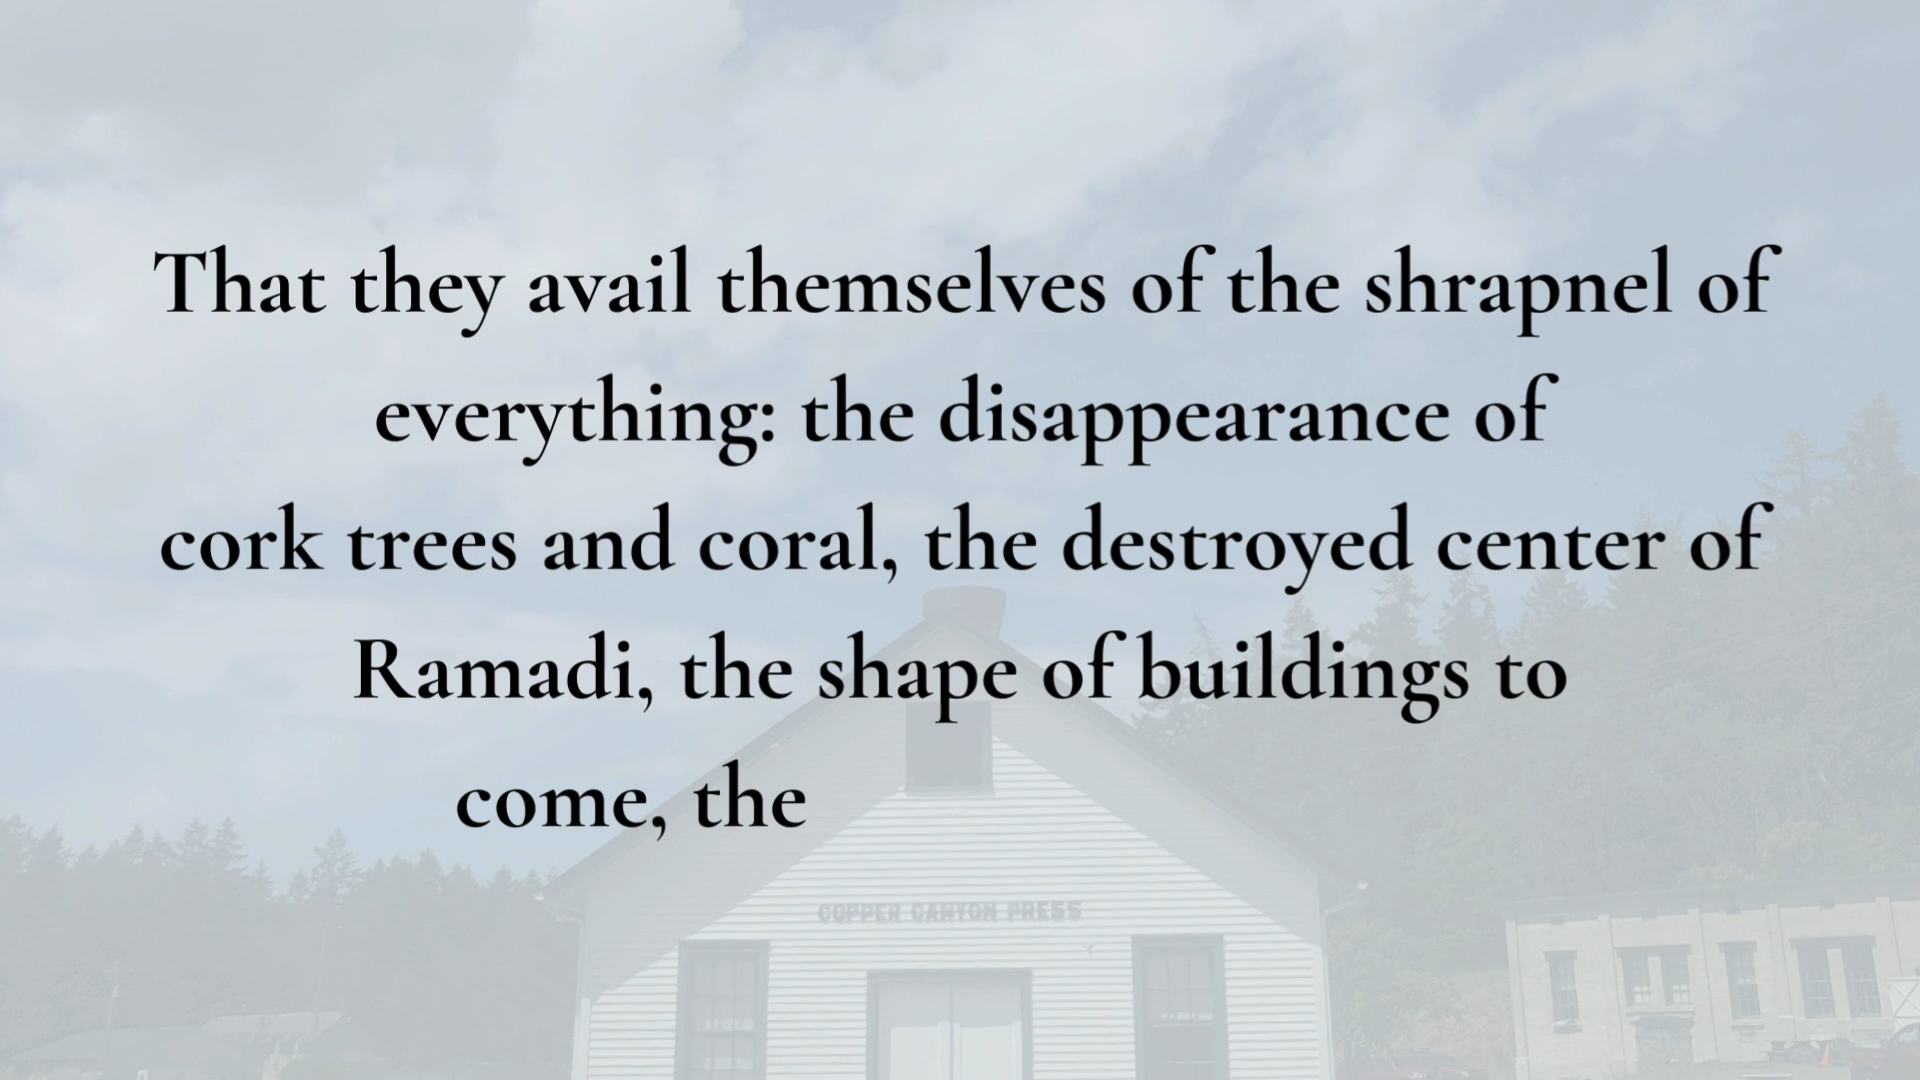 That they avail themselves of the shrapnel of
everything: the disappearance of
cork trees and coral, the destroyed center of
Ramadi, the shape of buildings to
come, the
COPPER CANYON PRESS